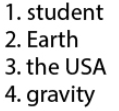 1. student
2. Earth
3. the USA
4. gravity